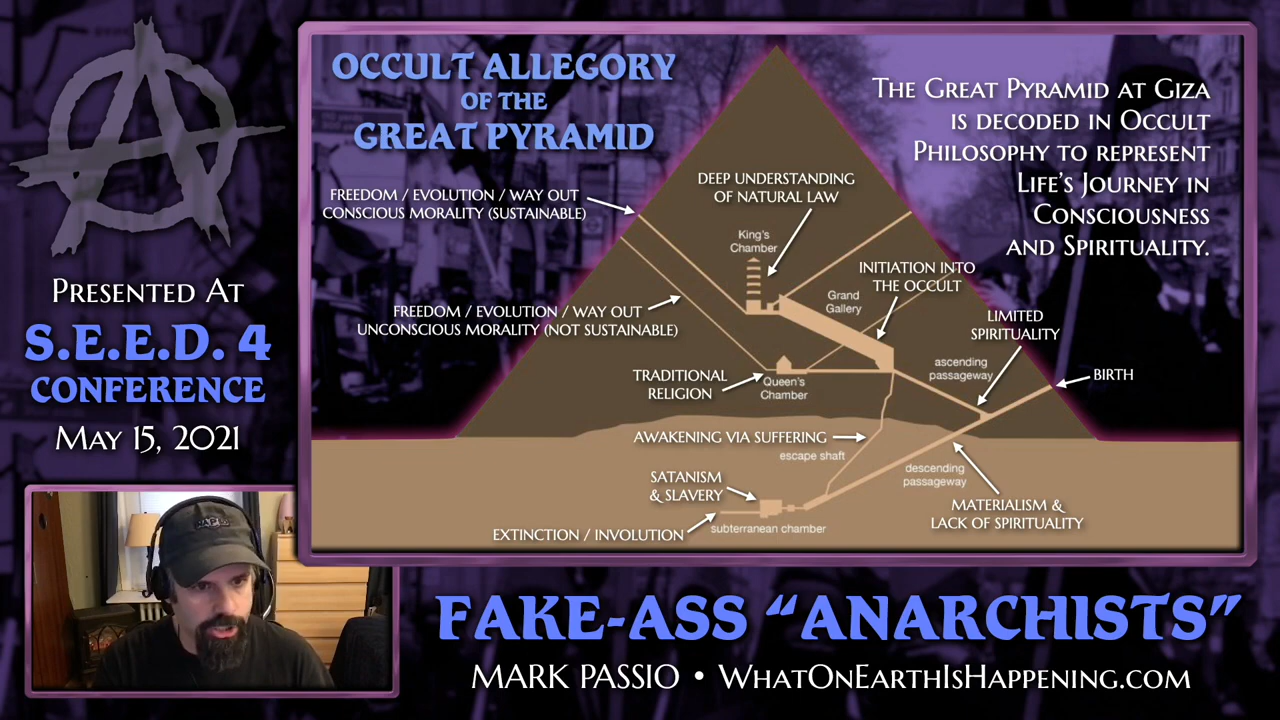 OCCULT ALLEGORY
OF THE
GREAT PYRAMID
THE GREAT PYRAMID AT GIZA
IS DECODED IN OCCULT
PHILOSOPHY TO REPRESENT
LIFE'S JOURNEY IN
CONSCIOUSNESS
AND SPIRITUALITY.
FREEDOM / EVOLUTION / WAY OUT
CONSCIOUS MORALITY (SUSTAINABLE)
DEEP UNDERSTANDING
OF NATURAL LAW
King's
Chamber
INITIATION INTO
THE OCCULT
Grand
Gallery
FREEDOM / EVOLUTION / WAY OUT
UNCONSCIOUS MORALITY (NOT SUSTAINABLE)
LIMITED
SPIRITUALITY
ascending
passageway
BIRTH
TRADITIONAL
RELIGION
Queen's
Chamber
AWAKENING VIA SUFFERING
escape shaft
descending
passageway
SATANISM
& SLAVERY
MATERIALISM &
LACK OF SPIRITUALITY
EXTINCTION / INVOLUTION
subterranean chamber
PRESENTED AT
S.E.E.D. 4
CONFERENCE
MAY 15, 2021
FAKE-ASS “ANARCHISTS”
MARK PASSIO • WHATONEARTHISHAPPENING.COM